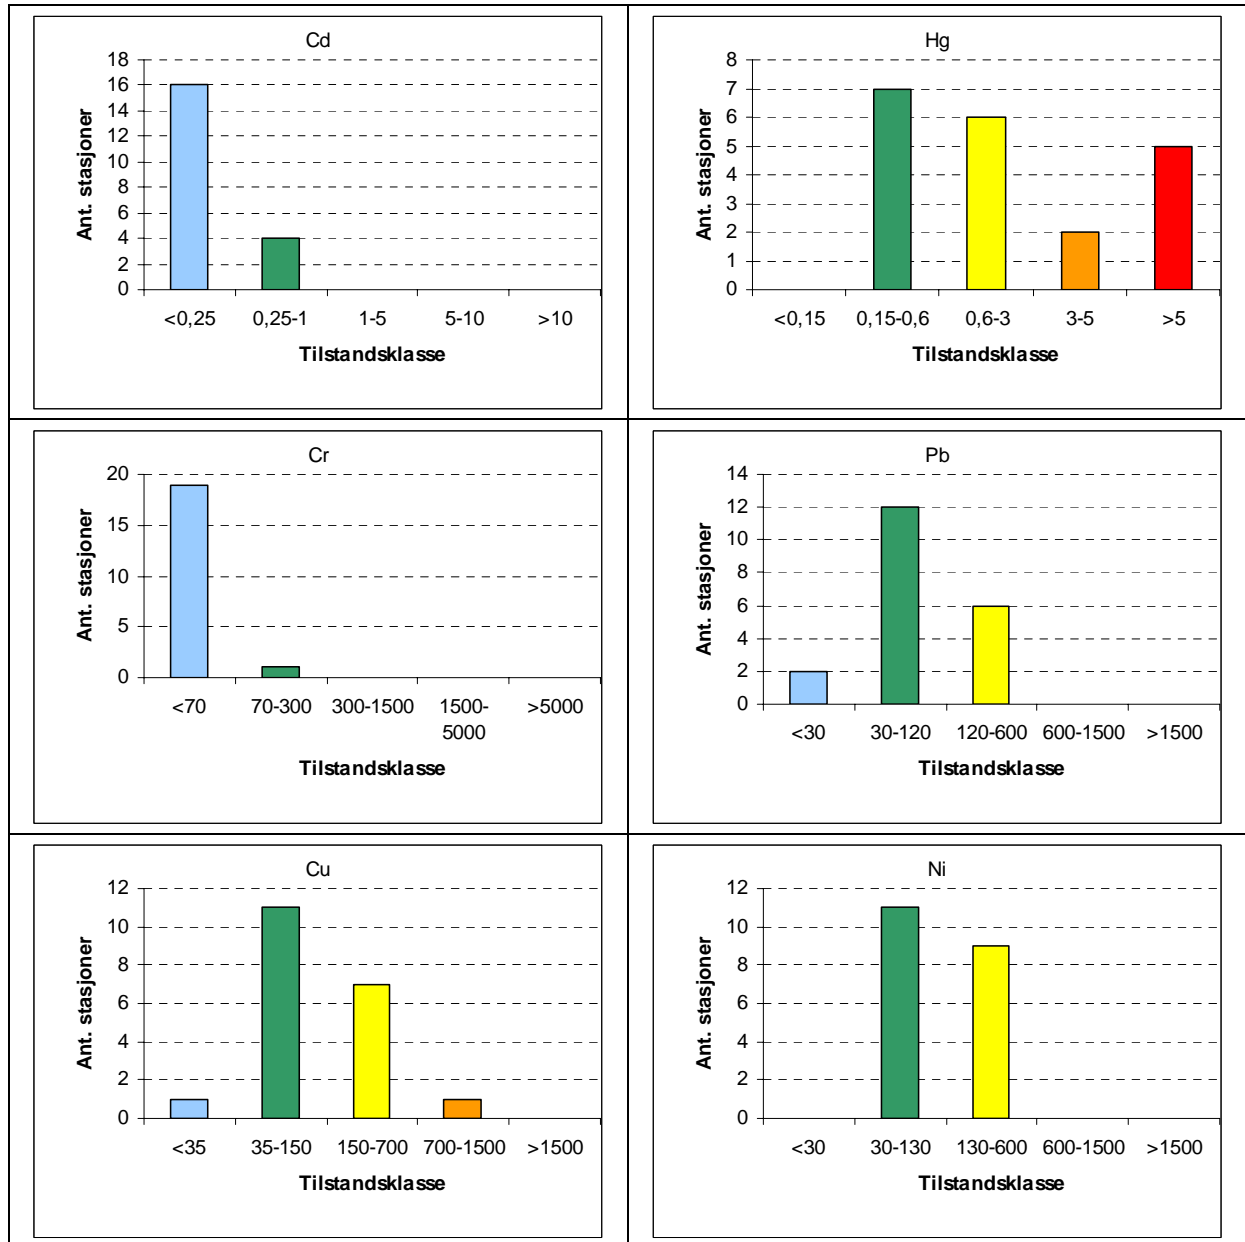 Cd
18
16
14
12
10
8
6
4
2
0
Ant. stasjoner
<0,25 0,25-1 1-5 5-10 >10
Tilstandsklasse
Hg
8
7
6
5
4
3
2
1
0
Ant. stasjoner
<0,15 0,15-0,6 0,6-3 3-5 >5
Tilstandsklasse
Cr
20
15
10
5
0
Ant. stasjoner
<70 70-300 300-1500 1500- >5000
5000
Tilstandsklasse
Pb
14
12
10
8
6
4
2
0
Ant. stasjoner
<30 30-120 120-600 600-1500 >1500
Tilstandsklasse
Cu
12
10
8
6
4
2
0
Ant. stasjoner
<35 35-150 150-700 700-1500 >1500
Tilstandsklasse
Ni
12
10
8
6
4
2
0
Ant. stasjoner
<30 30-130 130-600 600-1500 >1500
Tilstandsklasse